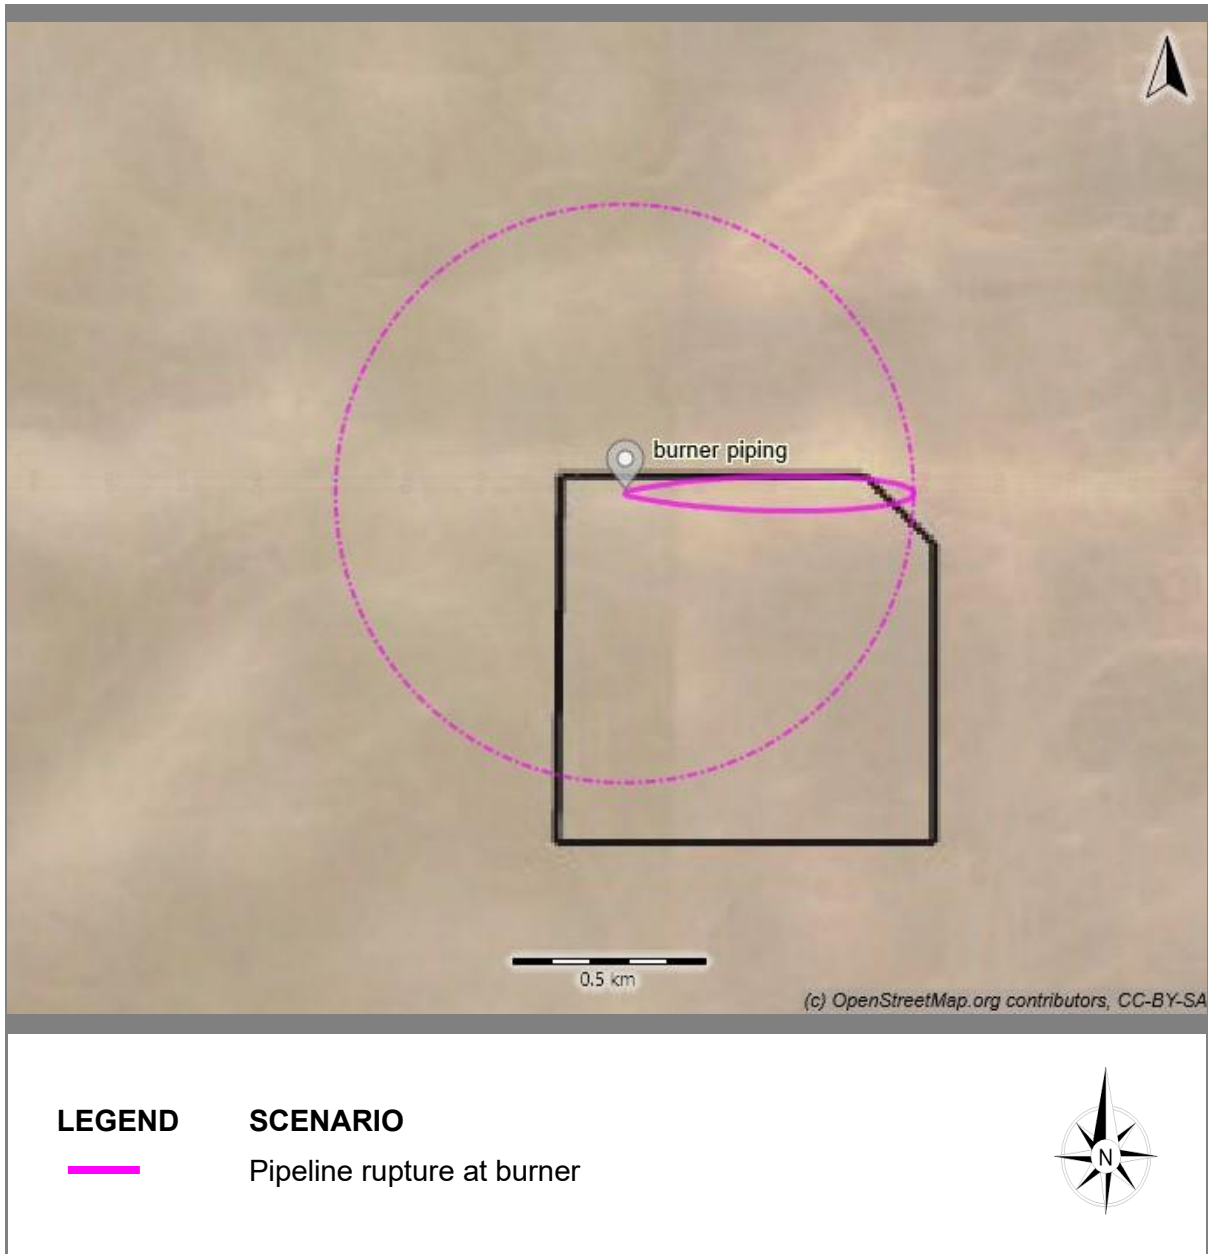 burner piping
0.5 km
(c) OpenStreetMap.org contributors, CC-BY-SA
LEGEND SCENARIO
Pipeline rupture at burner
N